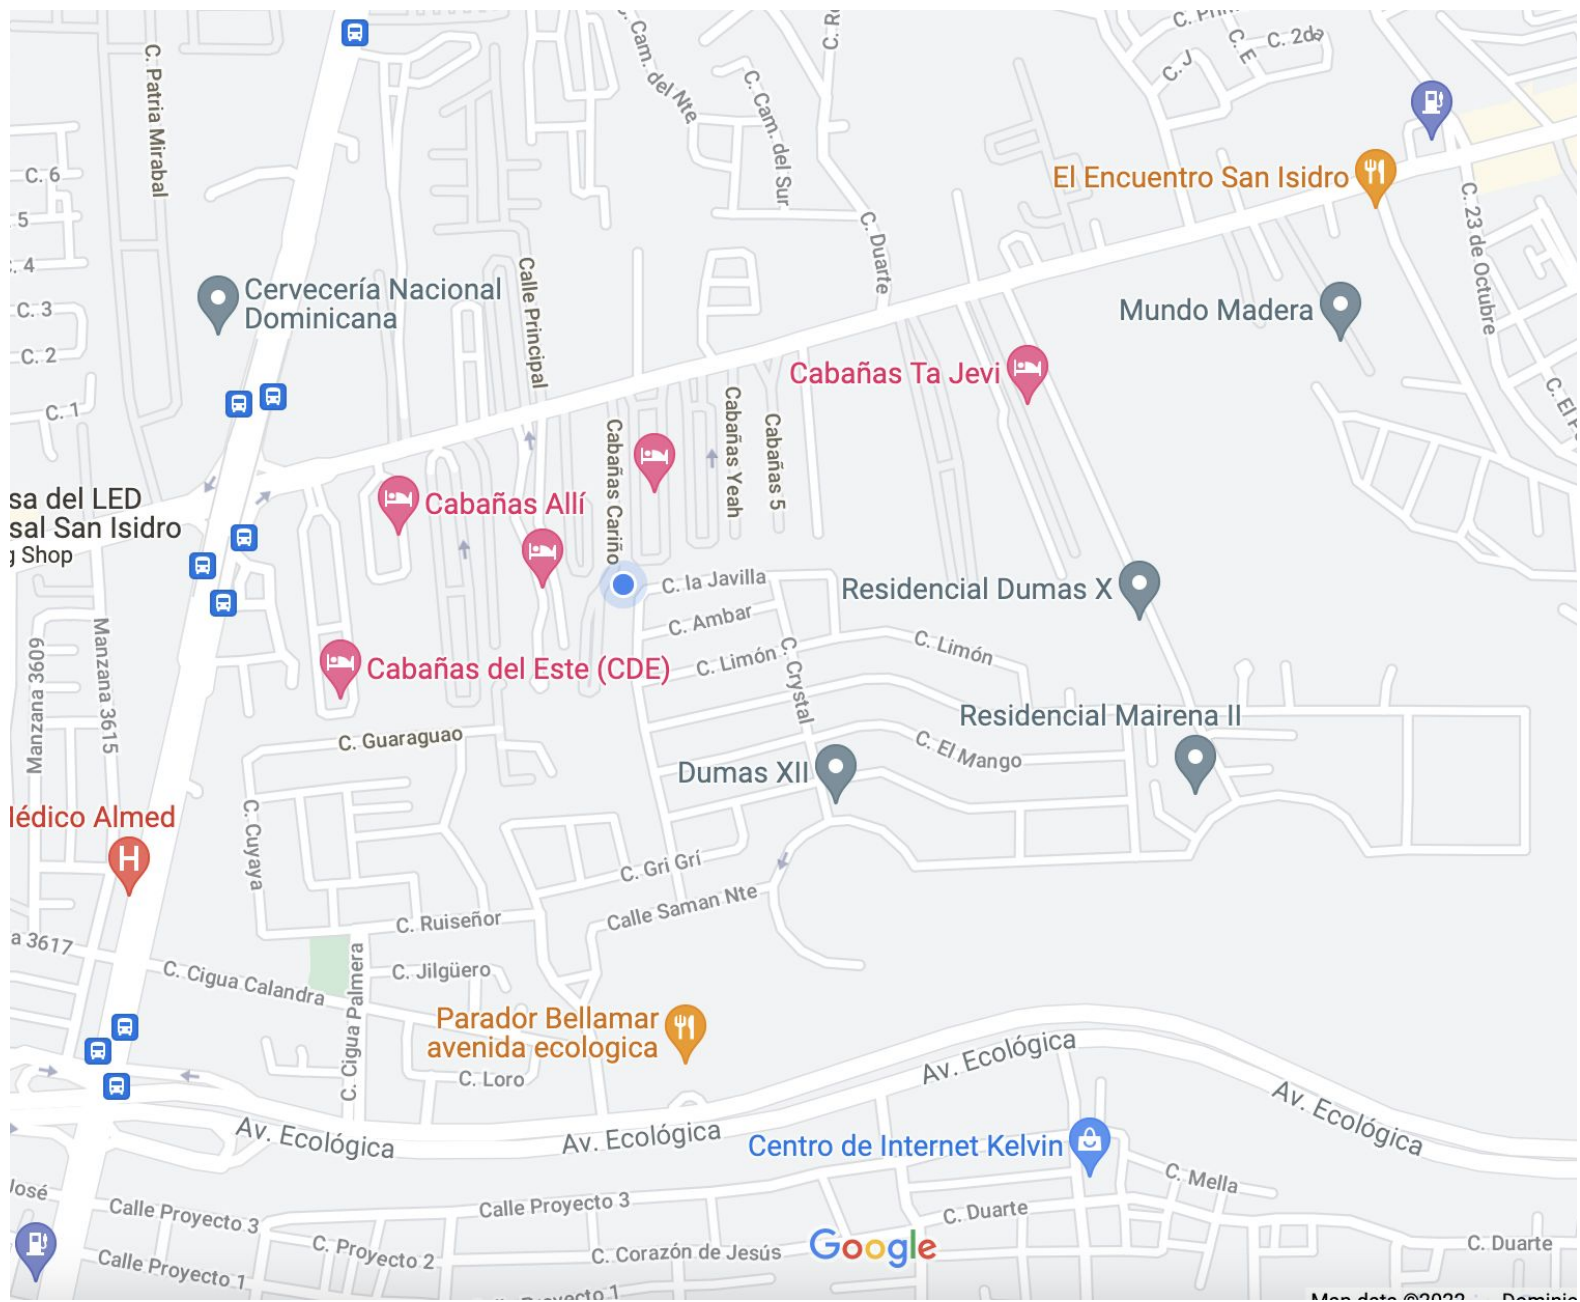 C. Patria Mirabal
C. Cam. del Nte
C. Cam. del Sur
C. R
C. J
C. E
C. 2da
C. 6
5
. 4
C. 3
C. 2
C. 1
El Encuentro San Isidro
C. 23 de Octubre
C. Duarte
Calle Principal
Cervecería Nacional
Dominicana
Mundo Madera
Cabañas Ta Jevi
Cabañas Cariño
Cabañas Yeah
Cabañas 5
Cabañas Allí
sa del LED
sal San Isidro
g Shop
C. la Javilla
C. Ambar
C. Limón
C. Limón
C. Crystal
Residencial Dumas X
Manzana 3609
Manzana 3615
Cabañas del Este (CDE)
C. Guaraguao
Residencial Mairena II
C. El Mango
Dumas XII
lédico Almed
C. Cuyaya
C. Gri Grí
Calle Saman Nte
C. Ruiseñor
a 3617
C. Cigua Calandra
C. Jilgüero
C. Cigua Palmera
Parador Bellamar
avenida ecologica
C. Loro
Av. Ecológica
Av. Ecológica
Av. Ecológica
Av. Ecológica
Centro de Internet Kelvin
C. Mella
José
Calle Proyecto 3
Calle Proyecto 3
C. Duarte
C. Proyecto 2
C. Corazón de Jesús
Google
C. Duarte
Calle Proyecto 1
Map data ©2022